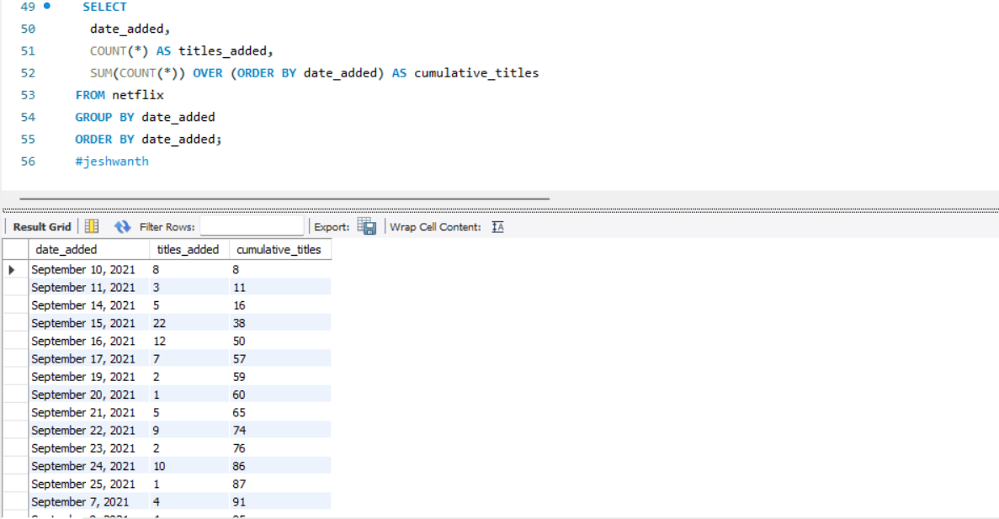 49 SELECT
50 date_added,
51 COUNT(*) AS titles_added,
52 SUM(COUNT(*)) OVER (ORDER BY date_added) AS cumulative_titles
53 FROM netflix
54 GROUP BY date_added
55 ORDER BY date_added;
56 #jeshwanth
Result Grid Filter Rows: Export: Wrap Cell Content: IA
date_added titles_added cumulative_titles
September 10, 2021 8 8
September 11, 2021 3 11
September 14, 2021 5 16
September 15, 2021 22 38
September 16, 2021 12 50
September 17, 2021 7 57
September 19, 2021 2 59
September 20, 2021 1 60
September 21, 2021 5 65
September 22, 2021 9 74
September 23, 2021 2 76
September 24, 2021 10 86
September 25, 2021 1 87
September 7, 2021 4 91